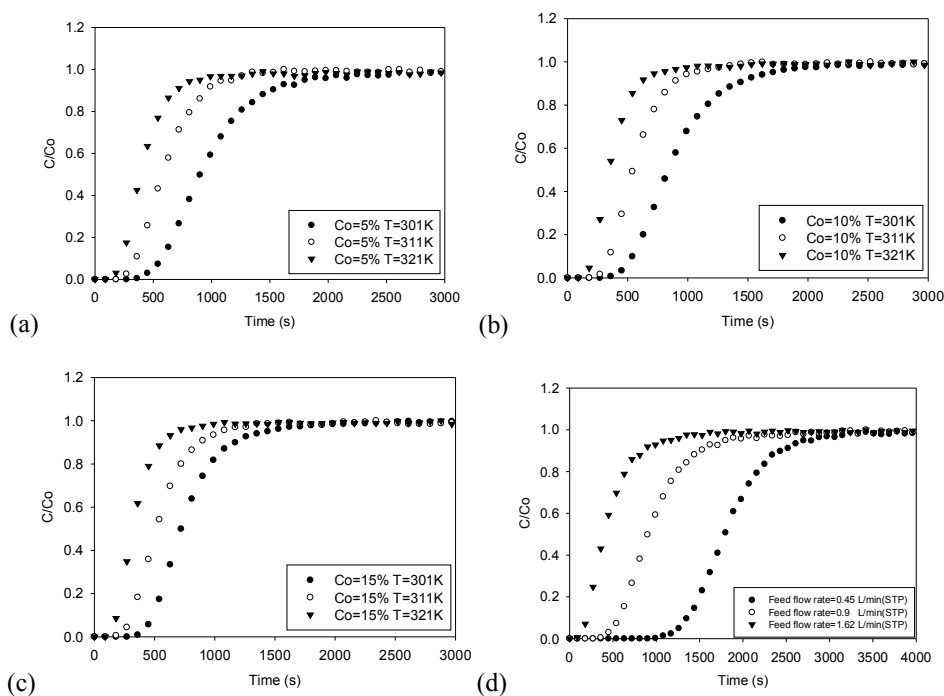 1.2
1.0
0.8
0.6
0.4
0.2
0.0
C/Co
Co=5% T=301K
Co=5% T=311K
Co=5% T=321K
0 500 1000 1500 2000 2500 3000
Time (s)
(a)
1.2
1.0
0.8
0.6
0.4
0.2
0.0
C/Co
Co=10% T=301K
Co=10% T=311K
Co=10% T=321K
0 500 1000 1500 2000 2500 3000
Time (s)
(b)
1.2
1.0
0.8
0.6
0.4
0.2
0.0
C/Co
Co=15% T=301K
Co=15% T=311K
Co=15% T=321K
0 500 1000 1500 2000 2500 3000
Time (s)
(c)
1.2
1.0
0.8
0.6
0.4
0.2
0.0
C/Co
Feed flow rate=0.45 L/min(STP)
Feed flow rate=0.9 L/min(STP)
Feed flow rate=1.62 L/min(STP)
0 500 1000 1500 2000 2500 3000 3500 4000
Time (s)
(d)